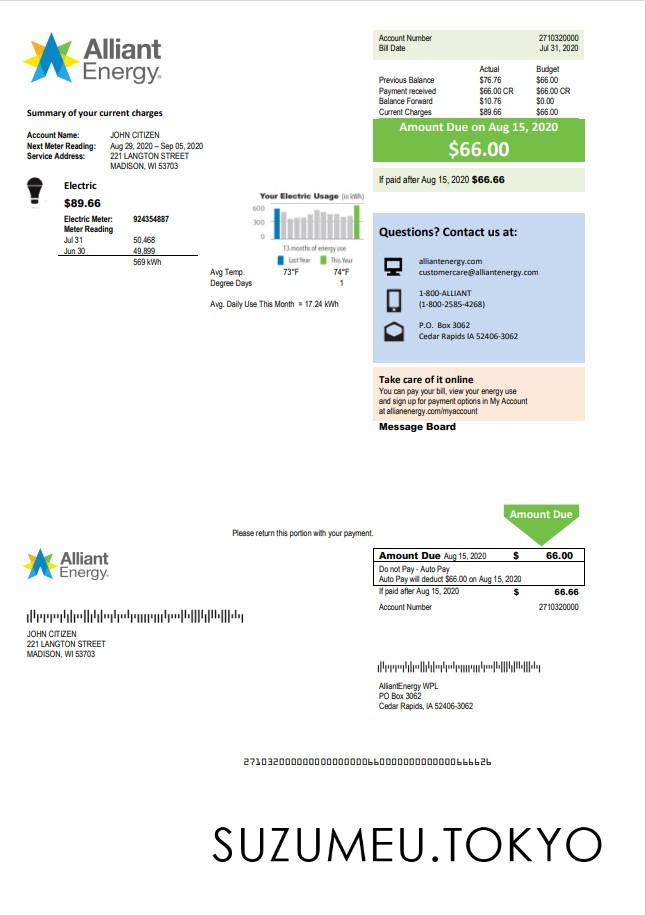 Alliant
Energy®
Account Number 2710320000
Bill Date Jul 31, 2020
Actual Budget
Previous Balance $76.76 $66.00
Payment received $66.00 CR $66.00 CR
Balance Forward $10.76 $0.00
Current Charges $89.66 $66.00
Amount Due on Aug 15, 2020
$66.00
If paid after Aug 15, 2020 $66.66
Summary of your current charges
Account Name: JOHN CITIZEN
Next Meter Reading: Aug 29, 2020 – Sep 05, 2020
Service Address: 221 LANGTON STREET
MADISON, WI 53703
Electric
$89.66
Electric Meter: 924354887
Meter Reading
Jul 31 50,468
Jun 30 49,899
569 kWh
Your Electric Usage (in kWh)
600
300
0
13 months of energy use
Last Year This Year
Avg Temp. 73°F 74°F
Degree Days 1
Avg. Daily Use This Month = 17.24 kWh
Questions? Contact us at:
alliantenergy.com
customercare@alliantenergy.com
1-800-ALLIANT
(1-800-2585-4268)
P.O. Box 3062
Cedar Rapids IA 52406-3062
Take care of it online
You can pay your bill, view your energy use
and sign up for payment options in My Account
at allianenergy.com/myaccount
Message Board
Amount Due
Please return this portion with your payment.
Alliant
Energy®
Amount Due Aug 15, 2020 $ 66.00
Do not Pay - Auto Pay
Auto Pay will deduct $66.00 on Aug 15, 2020
If paid after Aug 15, 2020 $ 66.66
Account Number 2710320000
JOHN CITIZEN
221 LANGTON STREET
MADISON, WI 53703
AlliantEnergy WPL
PO Box 3062
Cedar Rapids, IA 52406-3062
SUZUMEU.TOKYO